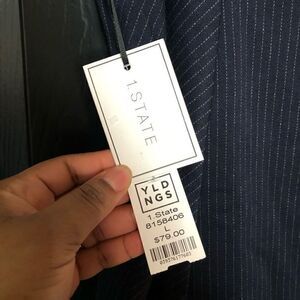 1.STATE
YLD
NGS
1.State
8158406
L
$79.00